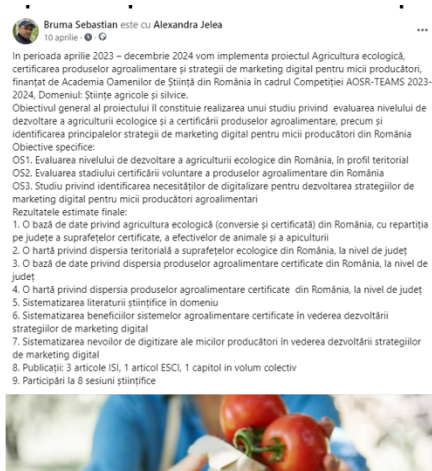 Bruma Sebastian este cu Alexandra Jelea
10 aprilie ·
In perioada aprilie 2023 – decembrie 2024 vom implementa proiectul Agricultura ecologică,
certificarea produselor agroalimentare și strategii de marketing digital pentru micii producători,
finanțat de Academia Oamenilor de Știință din România în cadrul Competiției AOSR-TEAMS 2023-
2024, Domeniul: Științe agricole și silvice.
Obiectivul general al proiectului îl constituie realizarea unui studiu privind evaluarea nivelului de
dezvoltare a agriculturii ecologice și a certificării produselor agroalimentare, precum și
identificarea principalelor strategii de marketing digital pentru micii producători din România
Obiective specifice:
OS1. Evaluarea nivelului de dezvoltare a agriculturii ecologice din România, în profil teritorial
OS2. Evaluarea stadiului certificării voluntare a produselor agroalimentare din România
OS3. Studiu privind identificarea necesităților de digitalizare pentru dezvoltarea strategiilor de
marketing digital pentru micii producători agroalimentari
Rezultatele estimate finale:
1. O bază de date privind agricultura ecologică (conversie și certificată) din România, cu repartiția
pe județe a suprafețelor certificate, a efectivelor de animale și a apiculturii
2. O hartă privind dispersia teritorială a suprafețelor ecologice din România, la nivel de județ
3. O bază de date privind dispersia produselor agroalimentare certificate din România, la nivel de
județ
4. O hartă privind dispersia produselor agroalimentare certificate din România, la nivel de județ
5. Sistematizarea literaturii științifice în domeniu
6. Sistematizarea beneficiilor sistemelor agroalimentare certificate în vederea dezvoltării
strategiilor de marketing digital
7. Sistematizarea nevoilor de digitizare ale micilor producători în vederea dezvoltării strategiilor
de marketing digital
8. Publicații: 3 articole ISI, 1 articol ESCI, 1 capitol in volum colectiv
9. Participări la 8 sesiuni științifice